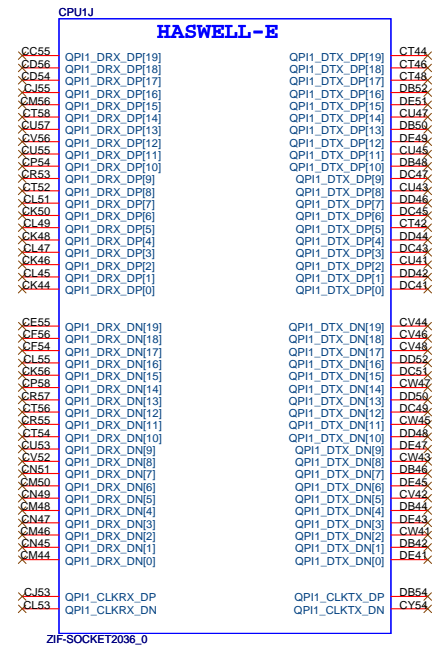 CPU1J
HASWELL-E
CC55 QPI1_DRX_DP[19] QPI1_DTX_DP[19] CT44
CD56 QPI1_DRX_DP[18] QPI1_DTX_DP[18] CT46
CD54 QPI1_DRX_DP[17] QPI1_DTX_DP[17] CT48
CJ55 QPI1_DRX_DP[16] QPI1_DTX_DP[16] DB52
CM56 QPI1_DRX_DP[15] QPI1_DTX_DP[15] DE51
CT58 QPI1_DRX_DP[14] QPI1_DTX_DP[14] CU47
CU57 QPI1_DRX_DP[13] QPI1_DTX_DP[13] DB50
CV56 QPI1_DRX_DP[12] QPI1_DTX_DP[12] DE49
CU55 QPI1_DRX_DP[11] QPI1_DTX_DP[11] CU45
CP54 QPI1_DRX_DP[10] QPI1_DTX_DP[10] DB48
CR53 QPI1_DRX_DP[9] QPI1_DTX_DP[9] DC47
CT52 QPI1_DRX_DP[8] QPI1_DTX_DP[8] CU43
CL51 QPI1_DRX_DP[7] QPI1_DTX_DP[7] DD46
CK50 QPI1_DRX_DP[6] QPI1_DTX_DP[6] DC45
CL49 QPI1_DRX_DP[5] QPI1_DTX_DP[5] CT42
CK48 QPI1_DRX_DP[4] QPI1_DTX_DP[4] DD44
CL47 QPI1_DRX_DP[3] QPI1_DTX_DP[3] DC43
CK46 QPI1_DRX_DP[2] QPI1_DTX_DP[2] CU41
CL45 QPI1_DRX_DP[1] QPI1_DTX_DP[1] DD42
CK44 QPI1_DRX_DP[0] QPI1_DTX_DP[0] DC41
CE55 QPI1_DRX_DN[19] QPI1_DTX_DN[19] CV44
CF56 QPI1_DRX_DN[18] QPI1_DTX_DN[18] CV46
CF54 QPI1_DRX_DN[17] QPI1_DTX_DN[17] CV48
CL55 QPI1_DRX_DN[16] QPI1_DTX_DN[16] DD52
CK56 QPI1_DRX_DN[15] QPI1_DTX_DN[15] DC51
CP58 QPI1_DRX_DN[14] QPI1_DTX_DN[14] CW47
CR57 QPI1_DRX_DN[13] QPI1_DTX_DN[13] DD50
CT56 QPI1_DRX_DN[12] QPI1_DTX_DN[12] DC49
CR55 QPI1_DRX_DN[11] QPI1_DTX_DN[11] CW45
CT54 QPI1_DRX_DN[10] QPI1_DTX_DN[10] DD48
CU53 QPI1_DRX_DN[9] QPI1_DTX_DN[9] DE47
CV52 QPI1_DRX_DN[8] QPI1_DTX_DN[8] CW43
CN51 QPI1_DRX_DN[7] QPI1_DTX_DN[7] DB46
CM50 QPI1_DRX_DN[6] QPI1_DTX_DN[6] DE45
CN49 QPI1_DRX_DN[5] QPI1_DTX_DN[5] CV42
CM48 QPI1_DRX_DN[4] QPI1_DTX_DN[4] DB44
CN47 QPI1_DRX_DN[3] QPI1_DTX_DN[3] DE43
CM46 QPI1_DRX_DN[2] QPI1_DTX_DN[2] CW41
CN45 QPI1_DRX_DN[1] QPI1_DTX_DN[1] DB42
CM44 QPI1_DRX_DN[0] QPI1_DTX_DN[0] DE41
CJ53 QPI1_CLKRX_DP QPI1_CLKTX_DP DB54
CL53 QPI1_CLKRX_DN QPI1_CLKTX_DN CY54
ZIF-SOCKET2036_0